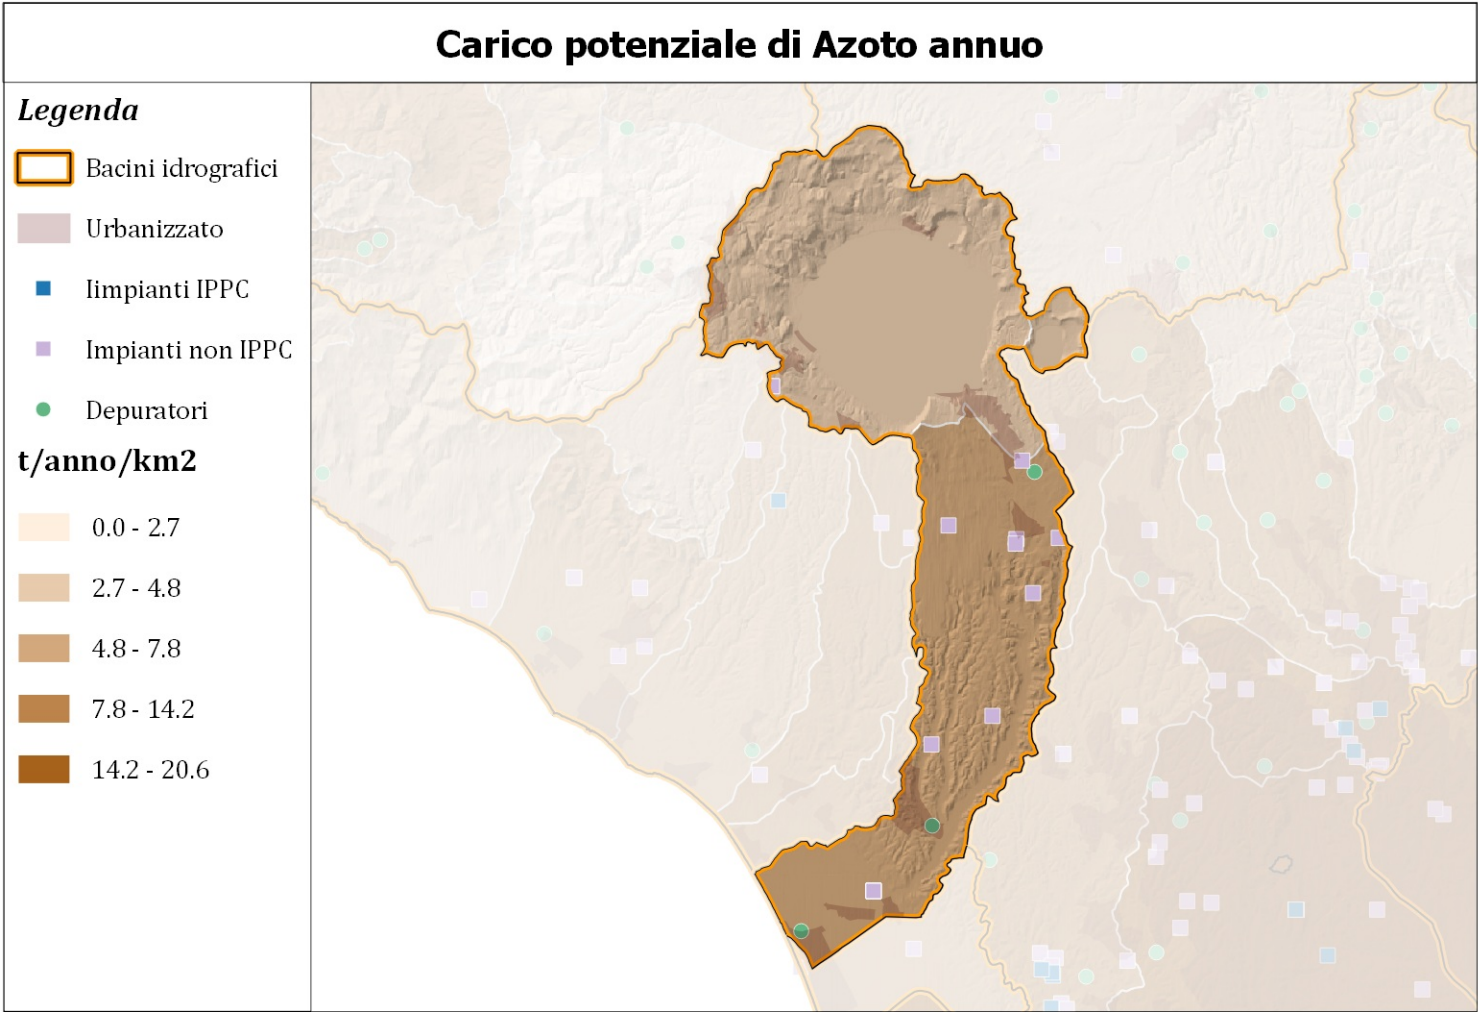 Carico potenziale di Azoto annuo
Legenda
Bacini idrografici
Urbanizzato
Iimpianti IPPC
Impianti non IPPC
Depuratori
t/anno/km2
0.0 - 2.7
2.7 - 4.8
4.8 - 7.8
7.8 - 14.2
14.2 - 20.6